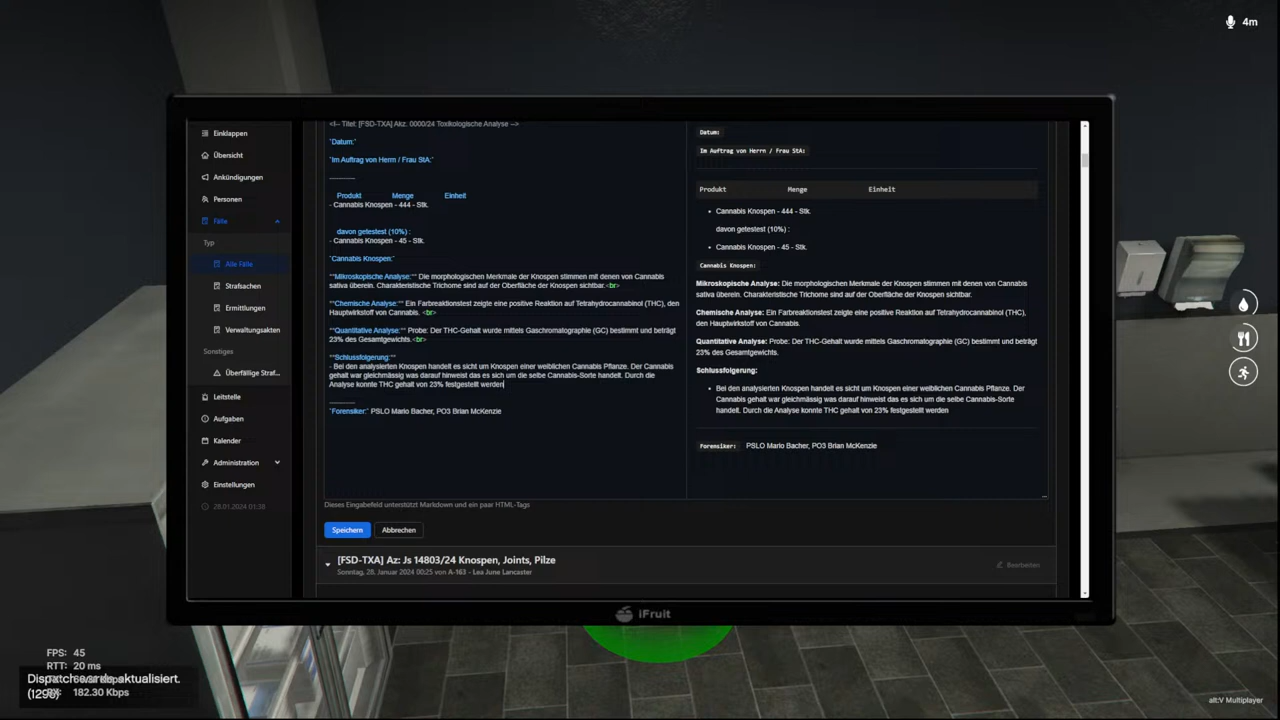 4m
Einklappen
Übersicht
Ankündigungen
Personen
Fälle
Typ
Alle Fälle
Strafsachen
Ermittlungen
Verwaltungsakten
Sonstiges
Überfällige Straf...
Leitstelle
Aufgaben
Kalender
Administration
Einstellungen
28.01.2024 01:38
<!-- Titel: [FSD-TXA] Akz. 0000/24 Toxikologische Analyse -->
`Datum:`
`Im Auftrag von Herrn / Frau StA:`
----------
Produkt Menge Einheit
- Cannabis Knospen - 444 - Stk.
davon getestest (10%) :
- Cannabis Knospen - 45 - Stk.
`Cannabis Knospen:`
**Mikroskopische Analyse:** Die morphologischen Merkmale der Knospen stimmen mit denen von Cannabis
sativa überein. Charakteristische Trichome sind auf der Oberfläche der Knospen sichtbar.<br>
**Chemische Analyse:** Ein Farbreaktionstest zeigte eine positive Reaktion auf Tetrahydrocannabinol (THC), den
Hauptwirkstoff von Cannabis. <br>
**Quantitative Analyse:** Probe: Der THC-Gehalt wurde mittels Gaschromatographie (GC) bestimmt und beträgt
23% des Gesamtgewichts.<br>
**Schlussfolgerung:**
- Bei den analysierten Knospen handelt es sicht um Knospen einer weiblichen Cannabis Pflanze. Der Cannabis
gehalt war gleichmässig was darauf hinweist das es sich um die selbe Cannabis-Sorte handelt. Durch die
Analyse konnte THC gehalt von 23% festgestellt werden
----------
`Forensiker:` PSLO Mario Bacher, PO3 Brian McKenzie
Datum:
Im Auftrag von Herrn / Frau StA:
Produkt Menge Einheit
• Cannabis Knospen - 444 - Stk.
davon getestest (10%) :
• Cannabis Knospen - 45 - Stk.
Cannabis Knospen:
Mikroskopische Analyse: Die morphologischen Merkmale der Knospen stimmen mit denen von Cannabis
sativa überein. Charakteristische Trichome sind auf der Oberfläche der Knospen sichtbar.
Chemische Analyse: Ein Farbreaktionstest zeigte eine positive Reaktion auf Tetrahydrocannabinol (THC),
den Hauptwirkstoff von Cannabis.
Quantitative Analyse: Probe: Der THC-Gehalt wurde mittels Gaschromatographie (GC) bestimmt und beträgt
23% des Gesamtgewichts.
Schlussfolgerung:
• Bei den analysierten Knospen handelt es sicht um Knospen einer weiblichen Cannabis Pflanze. Der
Cannabis gehalt war gleichmässig was darauf hinweist das es sich um die selbe Cannabis-Sorte
handelt. Durch die Analyse konnte THC gehalt von 23% festgestellt werden
Forensiker: PSLO Mario Bacher, PO3 Brian McKenzie
Dieses Eingabefeld unterstützt Markdown und ein paar HTML-Tags
Speichern Abbrechen
[FSD-TXA] Az: Js 14803/24 Knospen, Joints, Pilze
Sonntag, 28. Januar 2024 00:25 von A-163 - Lea June Lancaster
Bearbeiten
iFruit
FPS: 45
RTT: 20 ms
Dispatch wurde aktualisiert.
(129)
182.30 Kbps
alt:V Multiplayer